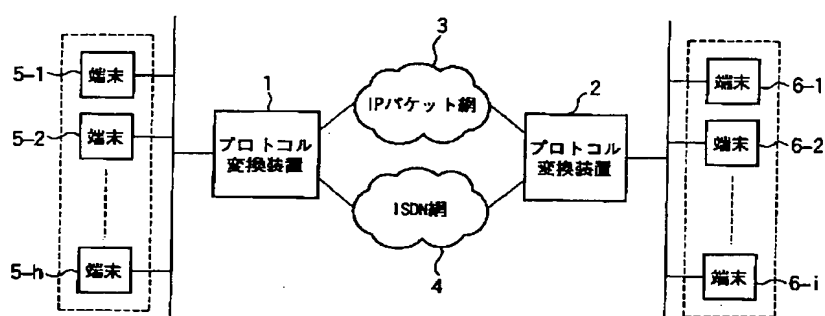 3
5-1
端末
1
IPパケット網
2
端末
6-1
5-2
端末
プロトコル
変換装置
プロトコル
変換装置
端末
6-2
ISDN網
5-h
端末
4
端末
6-i